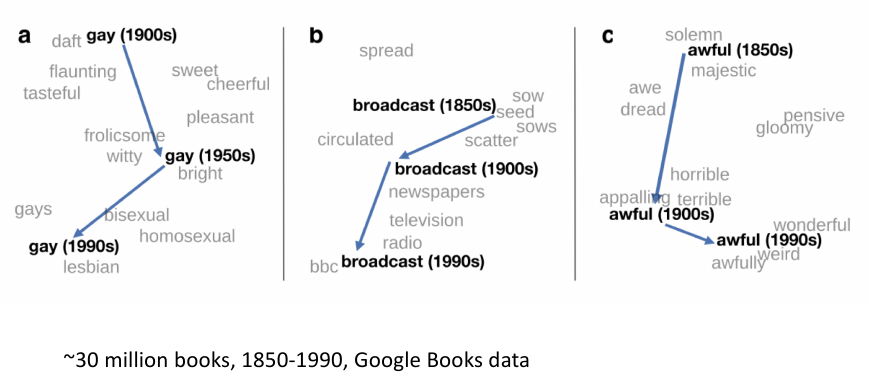 a
daft gay (1900s)
flaunting sweet
tasteful cheerful
pleasant
frolicsome
witty gay (1950s)
bright
gays bisexual
homosexual
gay (1990s)
lesbian
b
spread
broadcast (1850s) sow
seed
sows
circulated scatter
broadcast (1900s)
newspapers
television
radio
bbc broadcast (1990s)
c
solemn
awful (1850s)
majestic
awe
dread
pensive
gloomy
horrible
appalling terrible
awful (1900s)
wonderful
awful (1990s)
weird
awfully
~30 million books, 1850-1990, Google Books data